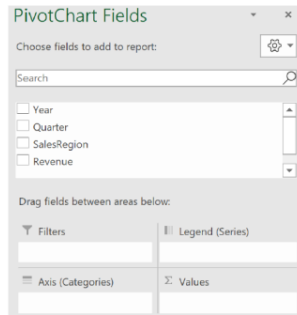 PivotChart Fields
Choose fields to add to report:
Search
Year
Quarter
SalesRegion
Revenue
Drag fields between areas below:
Filters
Legend (Series)
Axis (Categories)
Σ Values